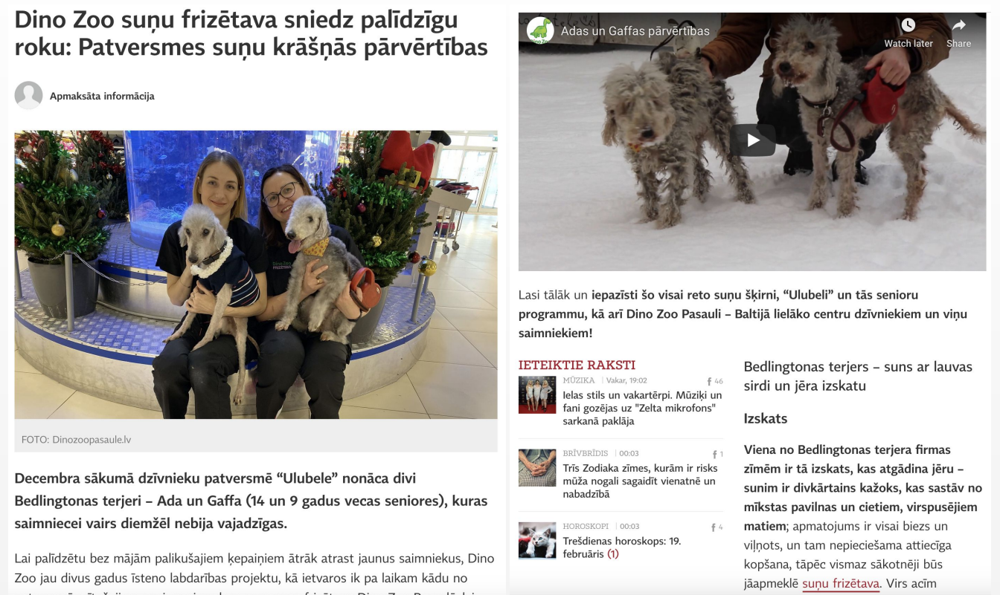 Dino Zoo suņu frizētava sniedz palīdzīgu
roku: Patversmes suņu krāšņās pārvērtības
Apmaksāta informācija
Dino Zoo
FRIZĒTAVA
FOTO: Dinozoopasaule.lv
Decembra sākumā dzīvnieku patversmē “Ulubele” nonāca divi
Bedlingtonas terjeri – Ada un Gaffa (14 un 9 gadus vecas seniores), kuras
saimniecei vairs diemžēl nebija vajadzīgas.
Lai palīdzētu bez mājām palikušajiem ķepaiņiem ātrāk atrast jaunus saimniekus, Dino
Zoo jau divus gadus īsteno labdarības projektu, kā ietvaros ik pa laikam kādu no
Adas un Gaffas pārvērtības
Watch later
Share
Lasi tālāk un iepazīsti šo visai reto suņu šķirni, “Ulubeli” un tās senioru
programmu, kā arī Dino Zoo Pasauli – Baltijā lielāko centru dzīvniekiem un viņu
saimniekiem!
IETEIKTIE RAKSTI
MŪZIKA | Vakar, 19:02 46
Ielas stils un vakartērpi. Mūziķi un
fani gozējas uz "Zelta mikrofons"
sarkanā paklāja
BRĪVBRĪDIS | 00:03 1
Trīs Zodiaka zīmes, kurām ir risks
mūža nogali sagaidīt vienatnē un
nabadzībā
HOROSKOPI | 00:03 4
Trešdienas horoskops: 19.
februāris (1)
Bedlingtonas terjers – suns ar lauvas
sirdi un jēra izskatu
Izskats
Viena no Bedlingtonas terjera firmas
zīmēm ir tā izskats, kas atgādina jēru –
sunim ir divkārtains kažoks, kas sastāv no
mīkstas pavilnas un cietiem, virspusējiem
matiem; apmatojums ir visai biezs un
viļņots, un tam nepieciešama attiecīga
kopšana, tāpēc vismaz sākotnēji būs
jāapmeklē suņu frizētava. Virs acīm